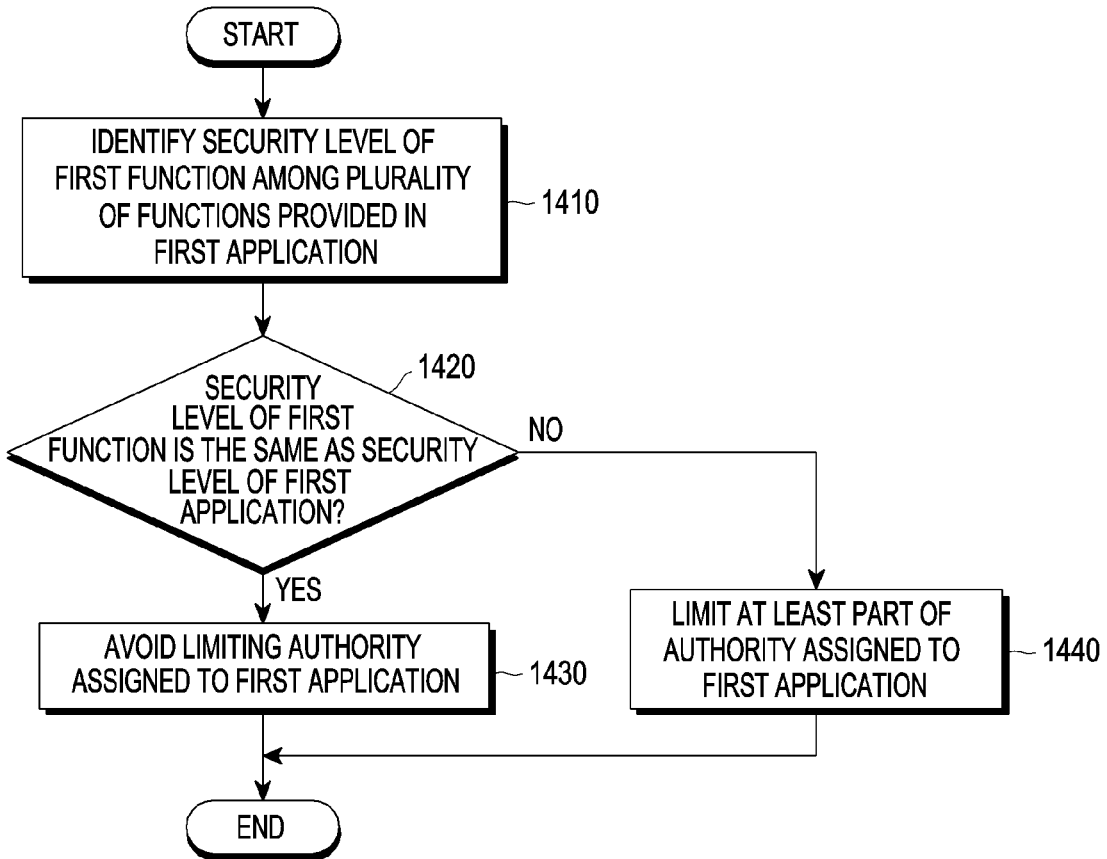 START
IDENTIFY SECURITY LEVEL OF
FIRST FUNCTION AMONG PLURALITY
OF FUNCTIONS PROVIDED IN
FIRST APPLICATION
1410
1420
SECURITY
LEVEL OF FIRST
FUNCTION IS THE SAME AS SECURITY
LEVEL OF FIRST
APPLICATION?
NO
YES
AVOID LIMITING AUTHORITY
ASSIGNED TO FIRST APPLICATION
1430
LIMIT AT LEAST PART OF
AUTHORITY ASSIGNED TO
FIRST APPLICATION
1440
END